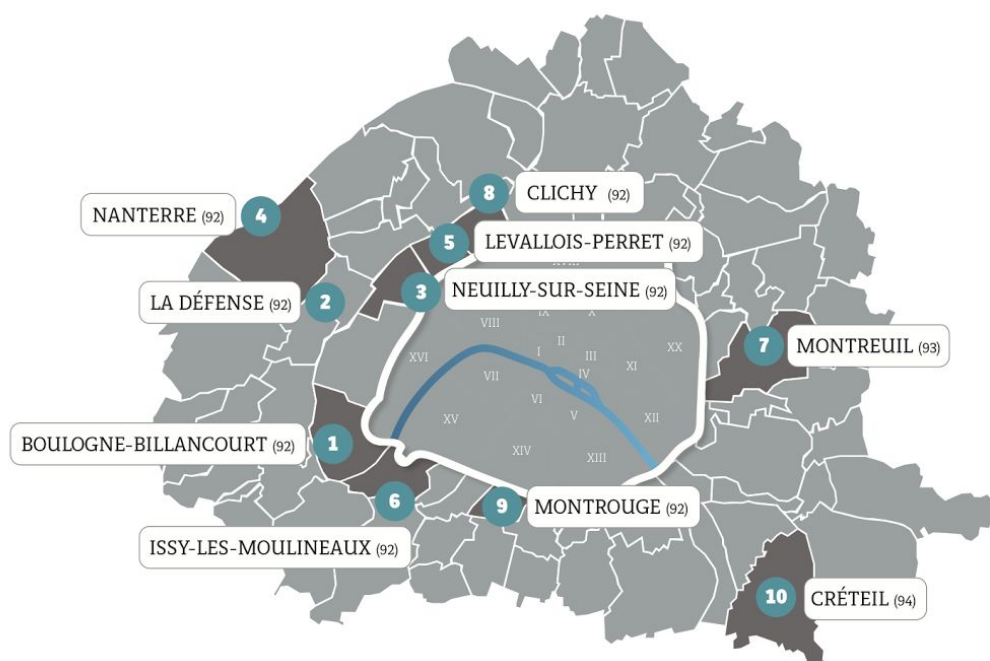 8 CLICHY (92)
NANTERRE (92) 4
5 LEVALLOIS-PERRET (92)
XVIII
LA DÉFENSE (92) 2
3 NEUILLY-SUR-SEINE (92)
IX
X
VIII
II
7 MONTREUIL (93)
XX
I
III
XVI
XI
IV
VII
VI
V
XV
XII
BOULOGNE-BILLANCOURT (92) 1
XIV
XIII
6
9 MONTROUGE (92)
ISSY-LES-MOULINEAUX (92)
10 CRÉTEIL (94)